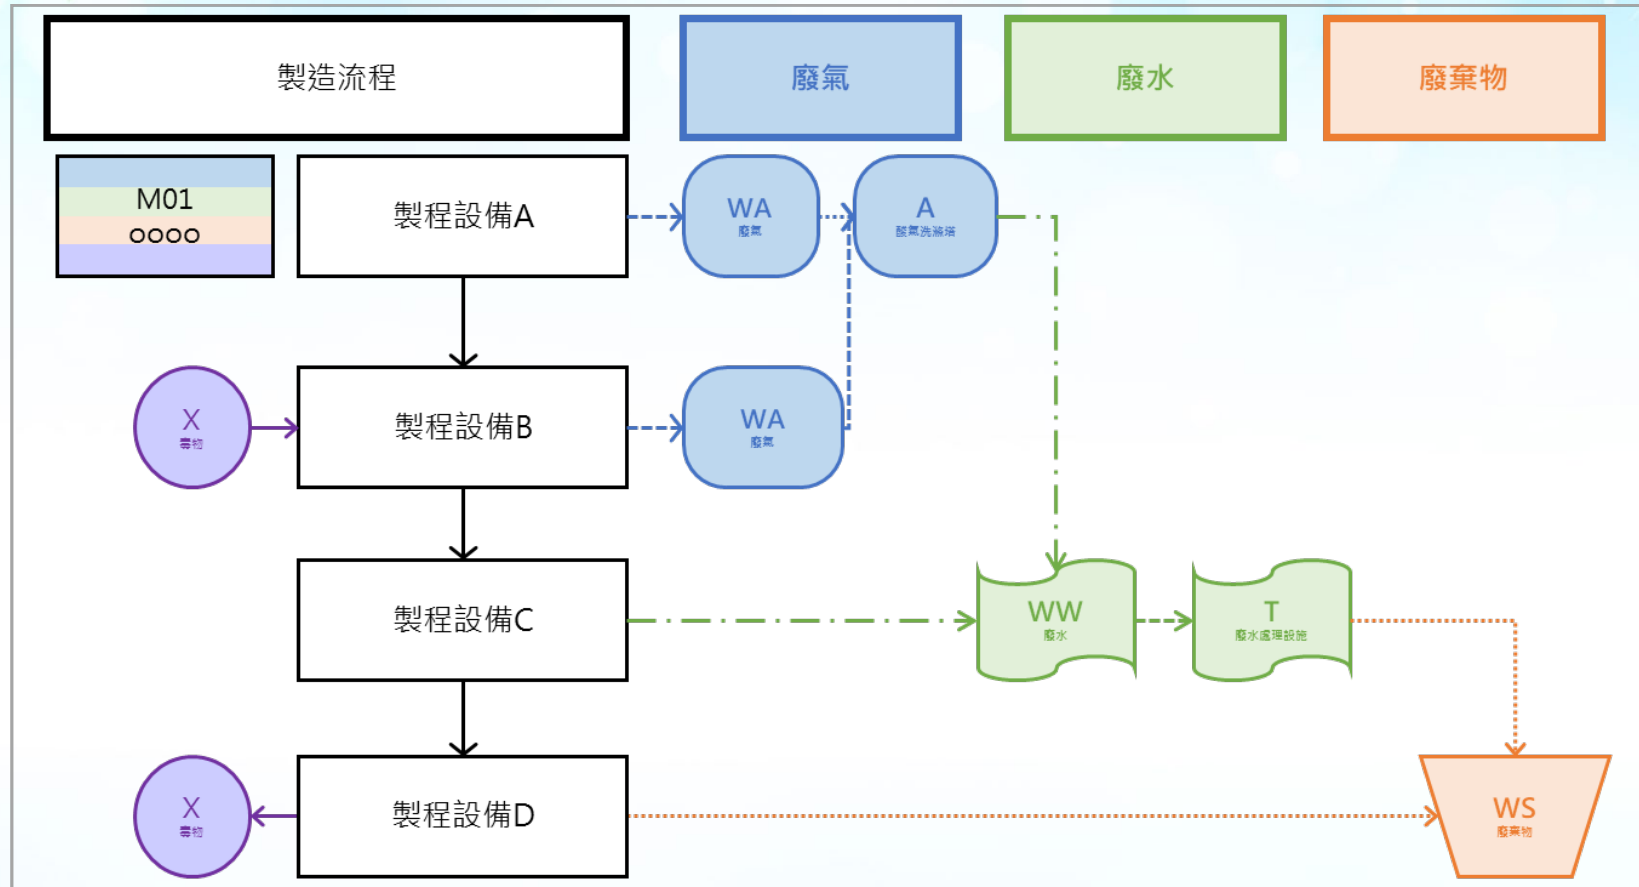 製造流程
廢氣
廢水
廢棄物
M01
oooo
製程設備A
WA
廢氣
A
酸氣洗滌塔
X
毒物
製程設備B
WA
廢氣
製程設備C
WW
廢水
T
廢水處理設施
X
毒物
製程設備D
WS
廢棄物